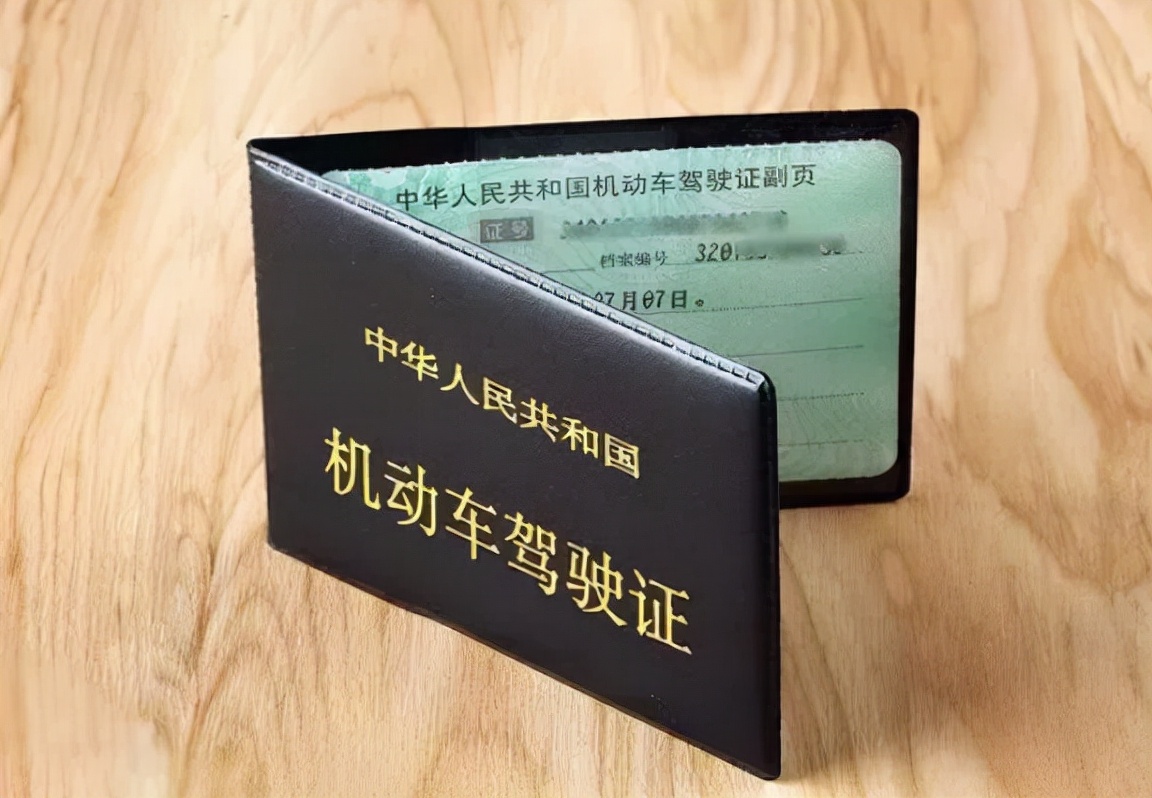 中华人民共和国机动车驾驶证副页
证号
档案编号 320
07月07日。
中华人民共和国
机动车驾驶证